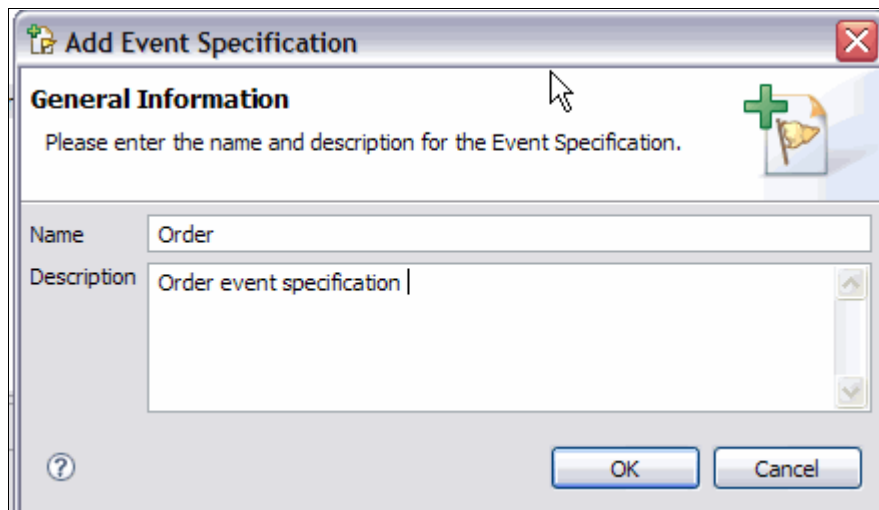 Add Event Specification
General Information
Please enter the name and description for the Event Specification.
Name
Order
Description
Order event specification
OK
Cancel